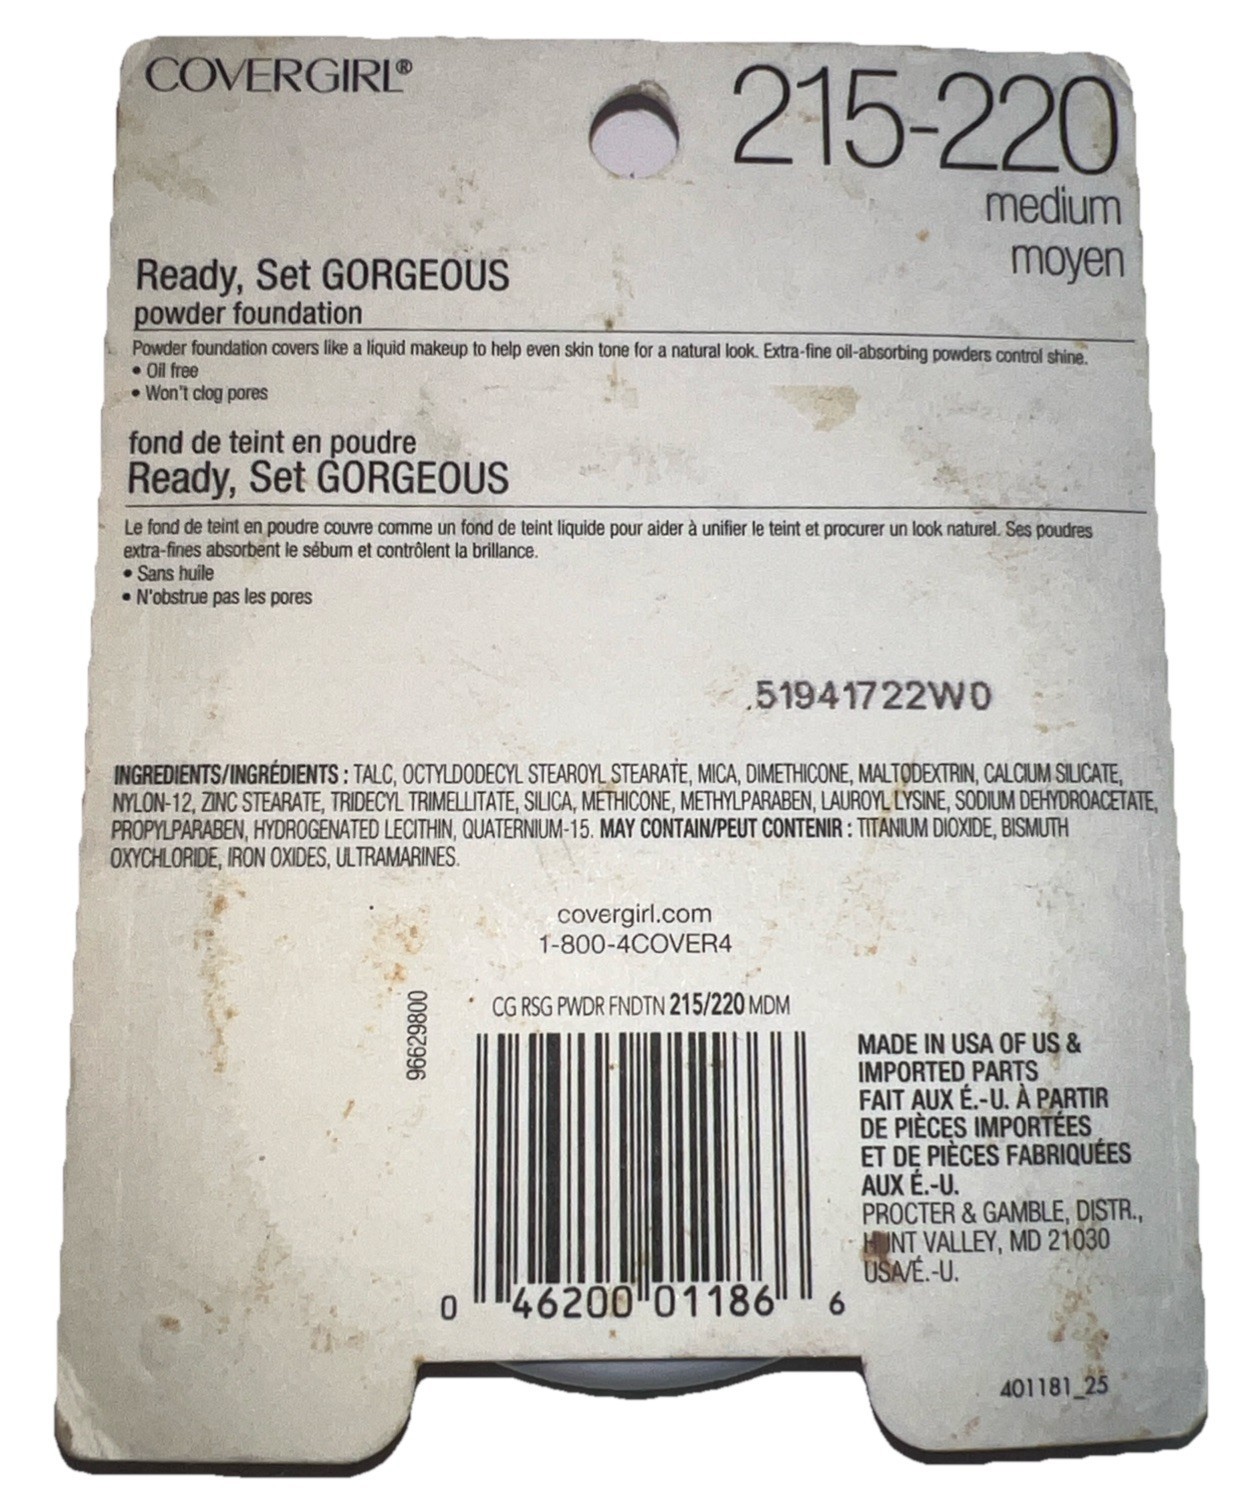 COVERGIRL®
215-220
medium
moyen
Ready, Set GORGEOUS
powder foundation
Powder foundation covers like a liquid makeup to help even skin tone for a natural look. Extra-fine oil-absorbing powders control shine.
• Oil free
• Won't clog pores
fond de teint en poudre
Ready, Set GORGEOUS
Le fond de teint en poudre couvre comme un fond de teint liquide pour aider à unifier le teint et procurer un look naturel. Ses poudres
extra-fines absorbent le sébum et contrôlent la brillance.
• Sans huile
• N'obstrue pas les pores
51941722W0
INGREDIENTS/INGRÉDIENTS : TALC, OCTYLDODECYL STEAROYL STEARATE, MICA, DIMETHICONE, MALTODEXTRIN, CALCIUM SILICATE,
NYLON-12, ZINC STEARATE, TRIDECYL TRIMELLITATE, SILICA, METHICONE, METHYLPARABEN, LAUROYL LYSINE, SODIUM DEHYDROACETATE,
PROPYLPARABEN, HYDROGENATED LECITHIN, QUATERNIUM-15. MAY CONTAIN/PEUT CONTENIR : TITANIUM DIOXIDE, BISMUTH
OXYCHLORIDE, IRON OXIDES, ULTRAMARINES.
covergirl.com
1-800-4COVER4
96629800
CG RSG PWDR FNDTN 215/220 MDM
0 46200 01186 6
MADE IN USA OF US &
IMPORTED PARTS
FAIT AUX É.-U. À PARTIR
DE PIÈCES IMPORTÉES
ET DE PIÈCES FABRIQUÉES
AUX É.-U.
PROCTER & GAMBLE, DISTR.,
HUNT VALLEY, MD 21030
USA/É.-U.
401181_25